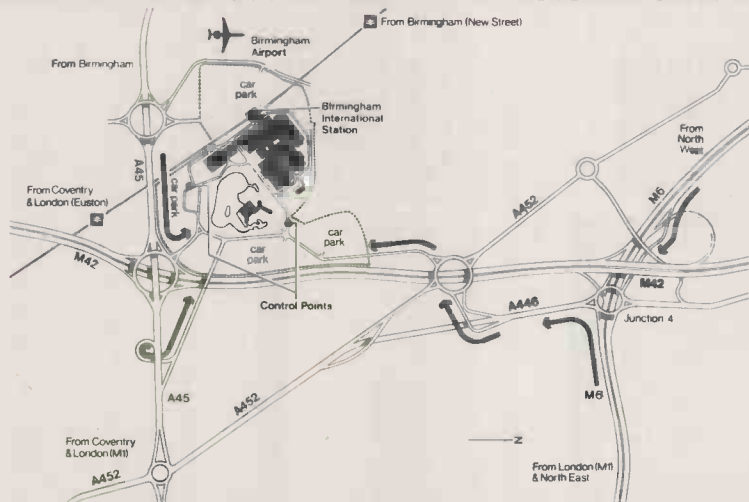 From Birmingham (New Street)
Birmingham
Airport
From Birmingham
car
park
Birmingham
International
Station
From
North
West
A45
M6
car park
From Coventry
& London (Euston)
A452
car
park
car
park
M42
M42
Control Points
A446
Junction 4
A45
A452
M6
N
From Coventry
& London (M1)
A452
From London (M1)
& North East